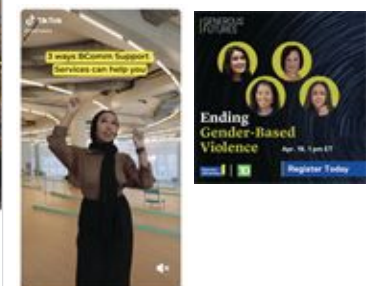 TikTok
3 ways BComm Support
Services can help you
GENEROUS
FUTURES
Ending
Gender-Based
Violence
Apr. 16, 1 pm ET
TD
Register Today